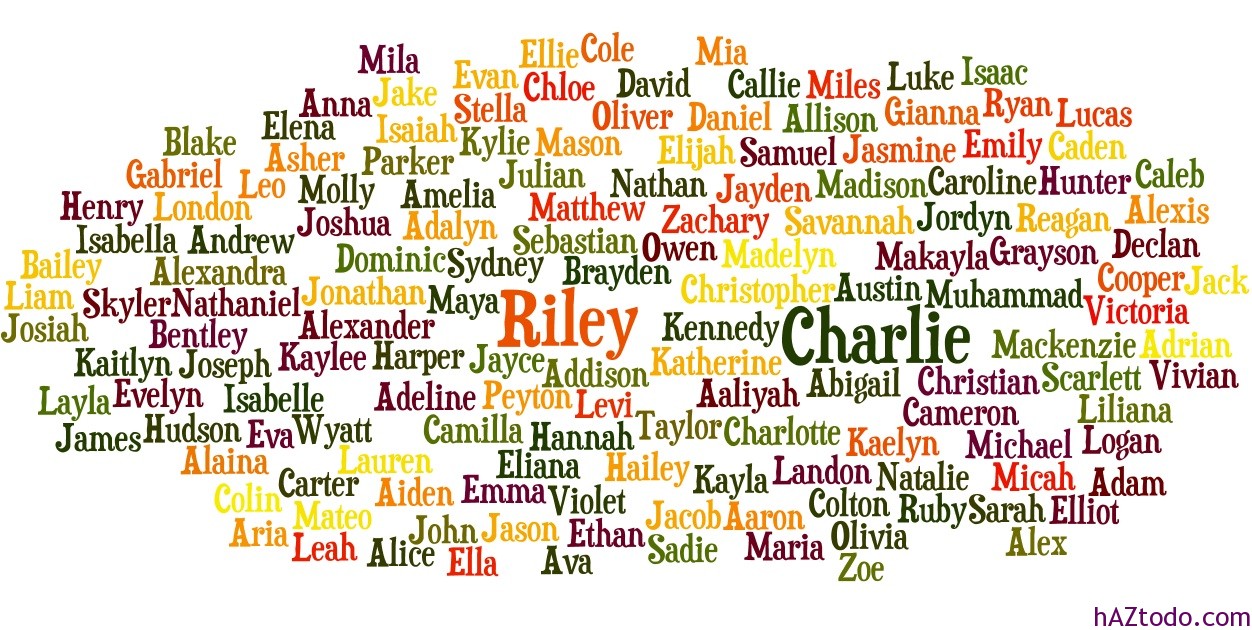 Mila Ellie Cole Mia
Jake Evan Chloe David Callie Miles Luke Isaac
Anna Stella Oliver Daniel Allison Gianna Ryan Lucas
Blake Elena Isaiah Kylie Mason Elijah Samuel Jasmine Emily Caden
Gabriel Asher Parker Julian Nathan Jayden Madison Caroline Hunter Caleb
Henry London Leo Molly Amelia Matthew Zachary Savannah Jordyn Reagan Alexis
Isabella Andrew Joshua Adalyn Sebastian Owen Madelyn Makayla Grayson Declan
Bailey Alexandra Dominic Sydney Brayden Christopher Austin Muhammad Cooper Jack
Liam Skyler Nathaniel Jonathan Maya Riley Kennedy Charlie Victoria
Josiah Bentley Alexander Mackenzie Adrian
Kaitlyn Joseph Kaylee Harper Jayce Addison Katherine Aaliyah Abigail Christian Scarlett Vivian
Layla Evelyn Isabelle Adeline Peyton Levi Cameron Liliana
James Hudson Eva Wyatt Camilla Hannah Taylor Charlotte Kaelyn Michael Logan
Alaina Lauren Eliana Hailey Kayla Landon Natalie Micah Adam
Colin Carter Aiden Emma Violet Jacob Aaron Colton Ruby Sarah Elliot
Aria Mateo John Jason Ethan Sadie Maria Olivia Alex
Leah Alice Ella Ava Zoe
hAZtodo.com